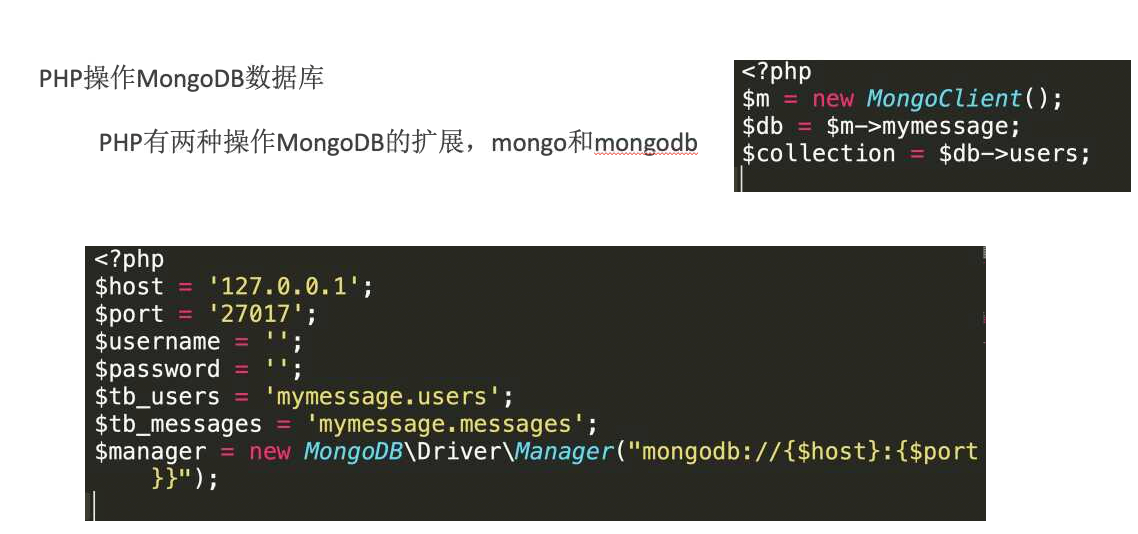 PHP操作MongoDB数据库
PHP有两种操作MongoDB的扩展，mongo和mongodb
<?php
$m = new MongoClient();
$db = $m->mymessage;
$collection = $db->users;
<?php
$host = '127.0.0.1';
$port = '27017';
$username = '';
$password = '';
$tb_users = 'mymessage.users';
$tb_messages = 'mymessage.messages';
$manager = new MongoDB\Driver\Manager("mongodb://{$host}:{$port
}}");